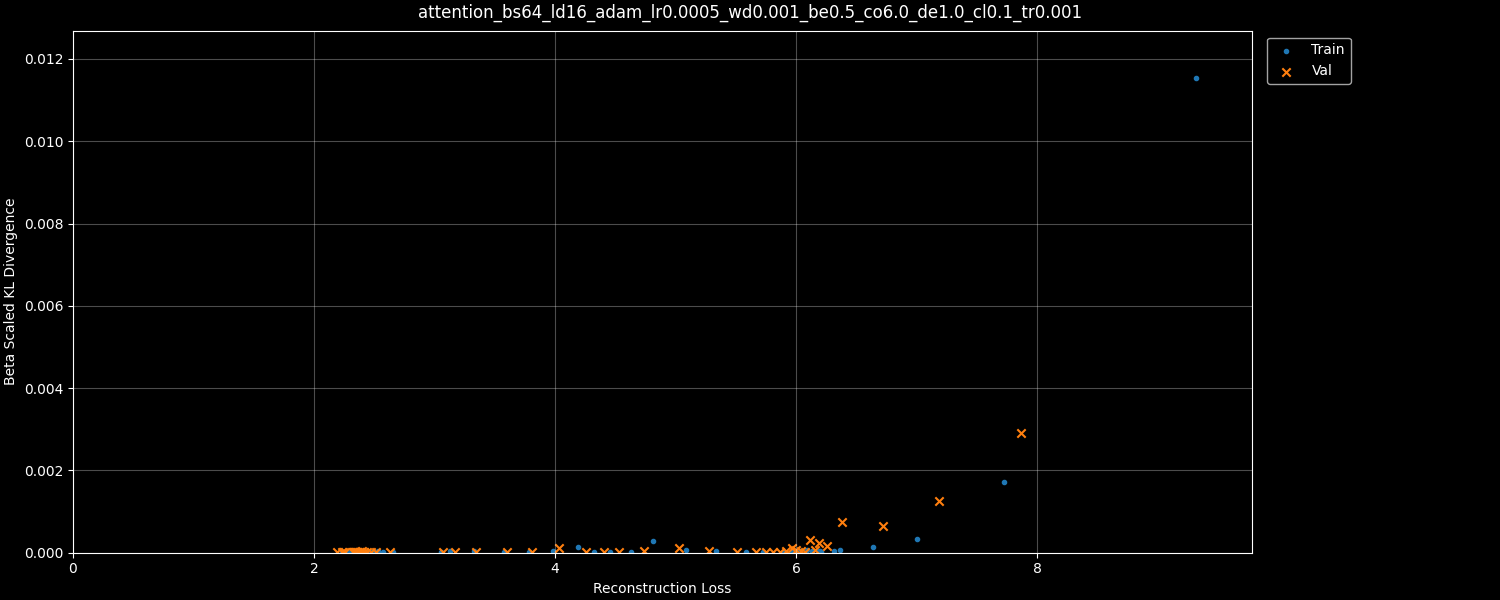 attention_bs64_ld16_adam_lr0.0005_wd0.001_be0.5_co6.0_de1.0_cl0.1_tr0.001
Train
Val
Beta Scaled KL Divergence
0.012
0.010
0.008
0.006
0.004
0.002
0.000
0
2
4
6
8
Reconstruction Loss